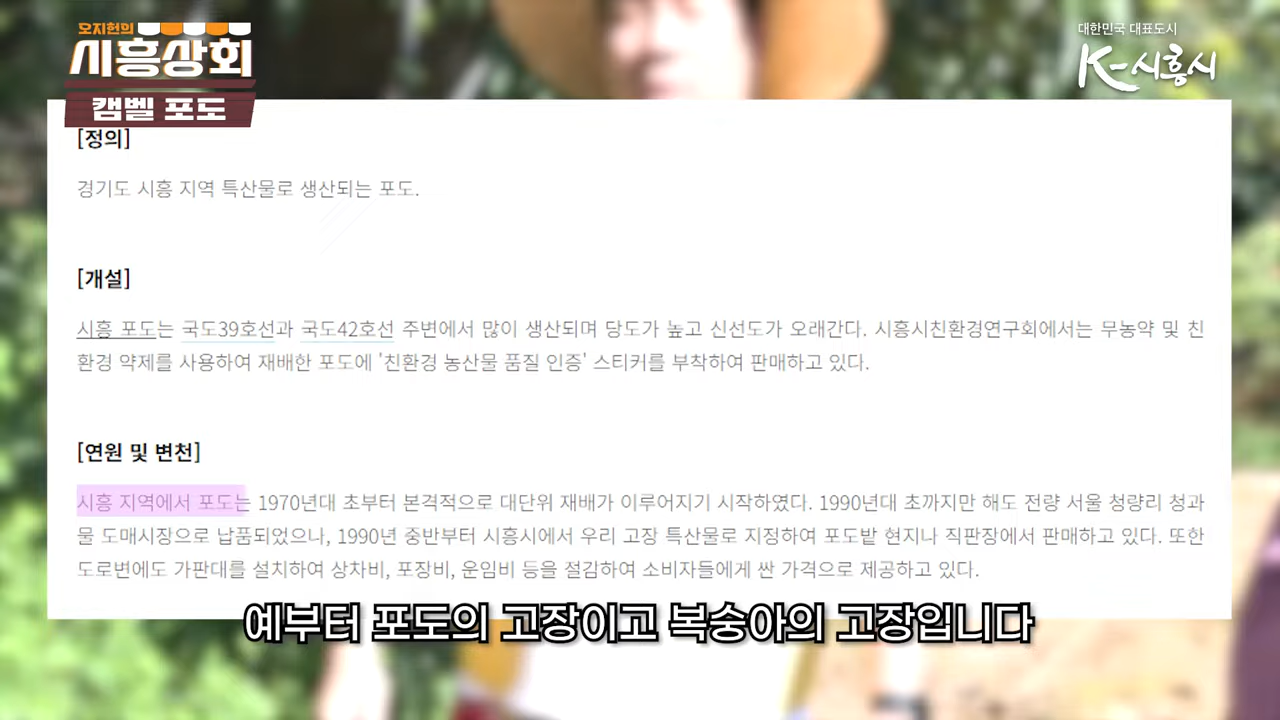 오지헌의
시흥상회
캠벨 포도
대한민국 대표도시
K-시흥시
[정의]
경기도 시흥 지역 특산물로 생산되는 포도.
[개설]
시흥 포도는 국도39호선과 국도42호선 주변에서 많이 생산되며 당도가 높고 신선도가 오래간다. 시흥시친환경연구회에서는 무농약 및 친
환경 약제를 사용하여 재배한 포도에 '친환경 농산물 품질 인증' 스티커를 부착하여 판매하고 있다.
[연원 및 변천]
시흥 지역에서 포도는 1970년대 초부터 본격적으로 대단위 재배가 이루어지기 시작하였다. 1990년대 초까지만 해도 전량 서울 청량리 청과
물 도매시장으로 납품되었으나, 1990년 중반부터 시흥시에서 우리 고장 특산물로 지정하여 포도밭 현지나 직판장에서 판매하고 있다. 또한
도로변에도 가판대를 설치하여 상차비, 포장비, 운임비 등을 절감하여 소비자들에게 싼 가격으로 제공하고 있다.
예부터 포도의 고장이고 복숭아의 고장입니다